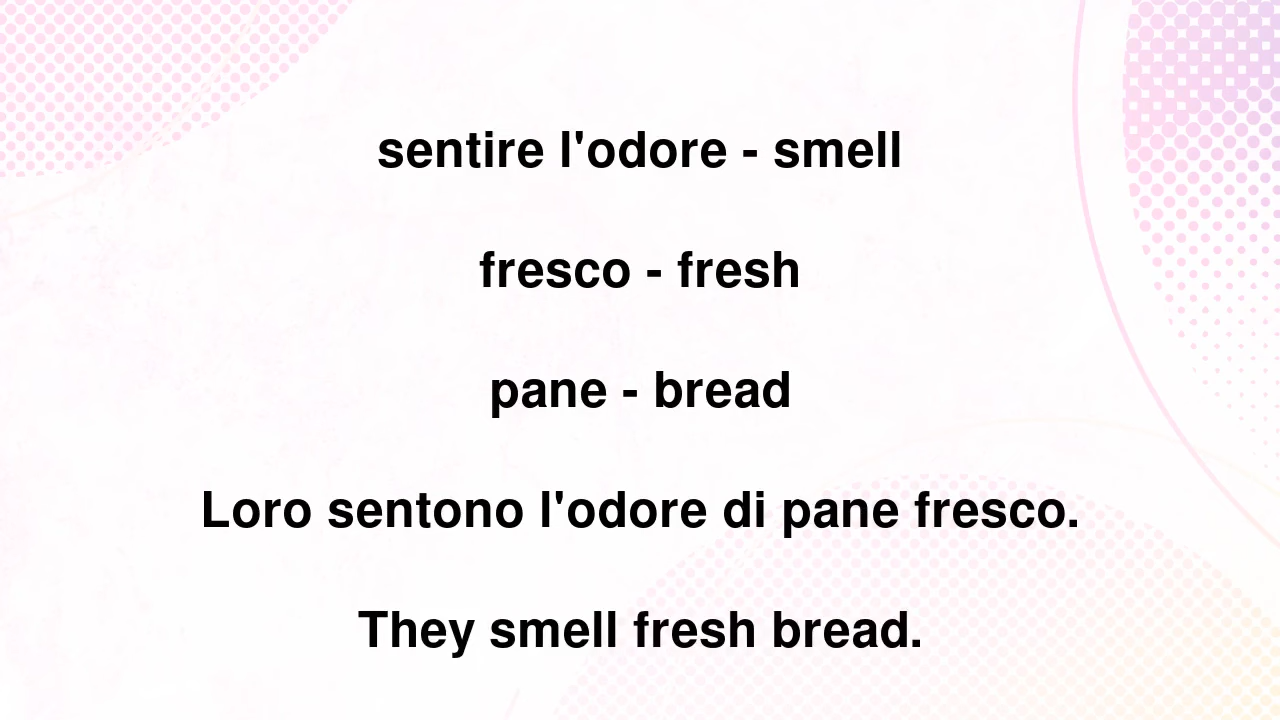 sentire l'odore - smell
fresco - fresh
pane - bread
Loro sentono l'odore di pane fresco.
They smell fresh bread.